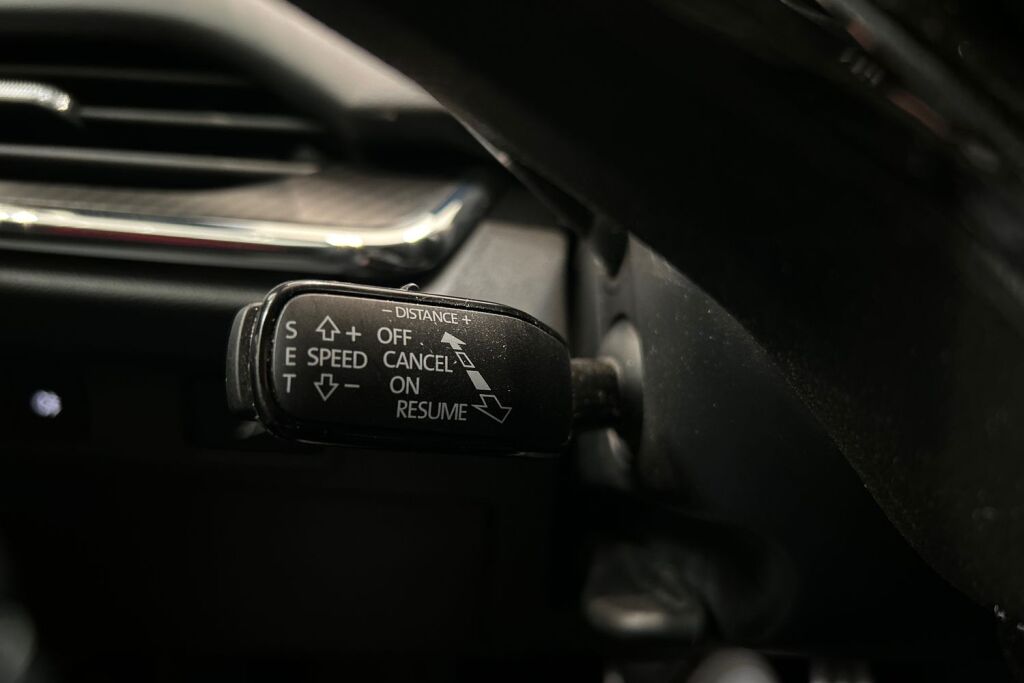 - DISTANCE +
S + OFF
E SPEED CANCEL
T - ON
RESUME